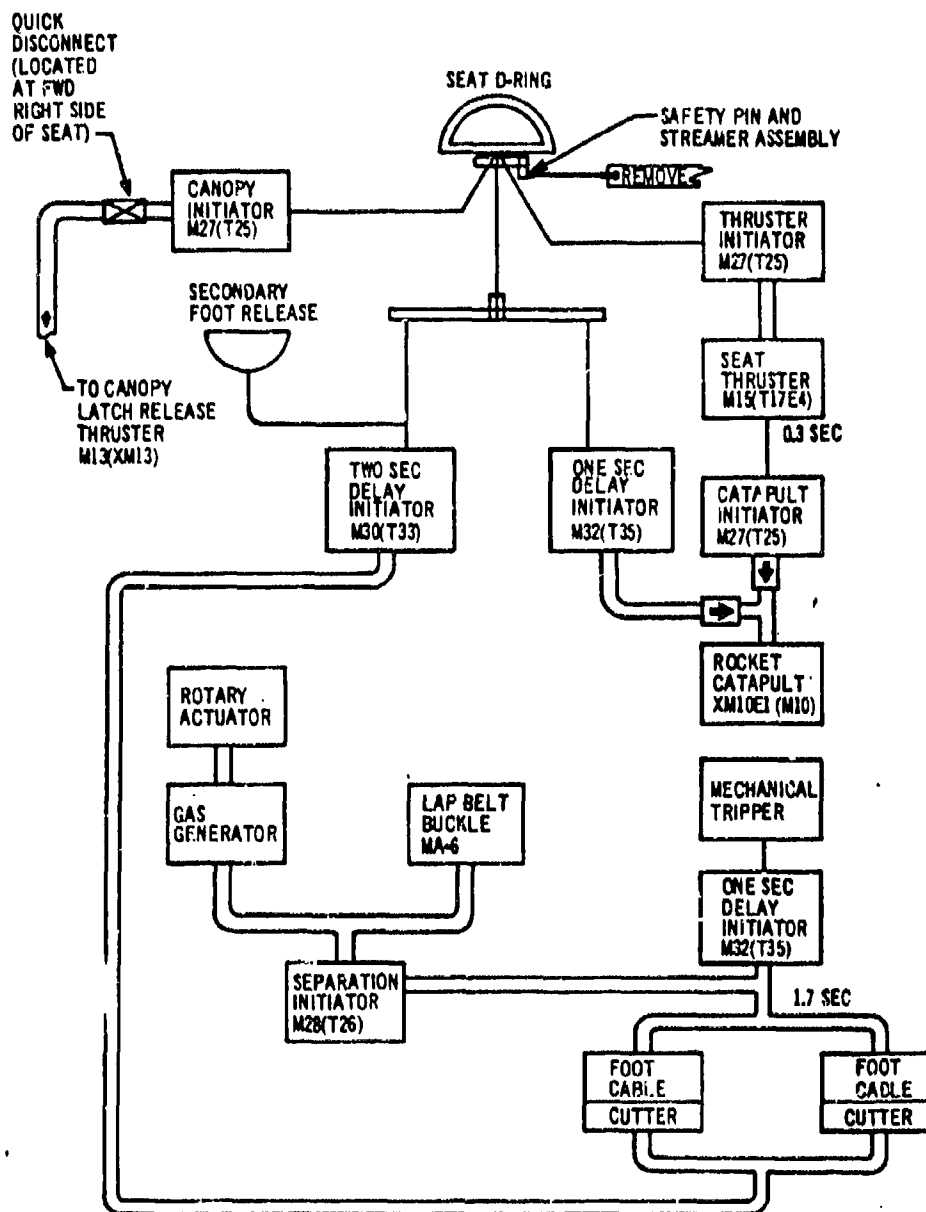 QUICK
DISCONNECT
(LOCATED
AT FWD
RIGHT SIDE
OF SEAT)
SEAT D-RING
SAFETY PIN AND
STREAMER ASSEMBLY
REMOVE
CANOPY
INITIATOR
M27(T25)
THRUSTER
INITIATOR
M27(T25)
SECONDARY
FOOT RELEASE
TO CANOPY
LATCH RELEASE
THRUSTER
M13(XM13)
SEAT
THRUSTER
M15(T17E4)
0.3 SEC
TWO SEC
DELAY
INITIATOR
M30(T33)
ONE SEC
DELAY
INITIATOR
M32(T35)
CATAPULT
INITIATOR
M27(T25)
ROCKET
CATAPULT
XM10E1 (M10)
ROTARY
ACTUATOR
GAS
GENERATOR
LAP BELT
BUCKLE
MA-6
MECHANICAL
TRIPPER
ONE SEC
DELAY
INITIATOR
M32(T35)
SEPARATION
INITIATOR
M28(T26)
1.7 SEC
FOOT
CABLE
CUTTER
FOOT
CADLE
CUTTER